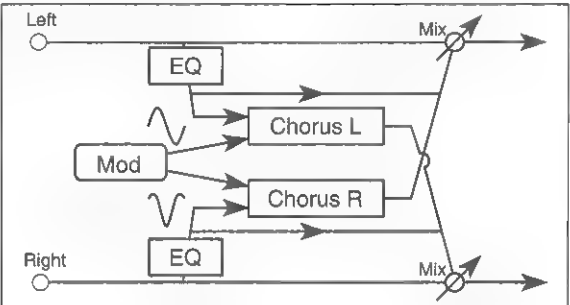 Left
Mix
EQ
Chorus L
Mod
Chorus R
EQ
Right
Mix